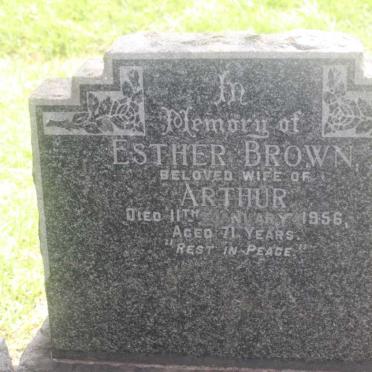 In
Memory of
ESTHER BROWN
BELOVED WIFE OF
ARTHUR
DIED 11TH JANUARY 1956,
AGED 71 YEARS.
"REST IN PEACE."